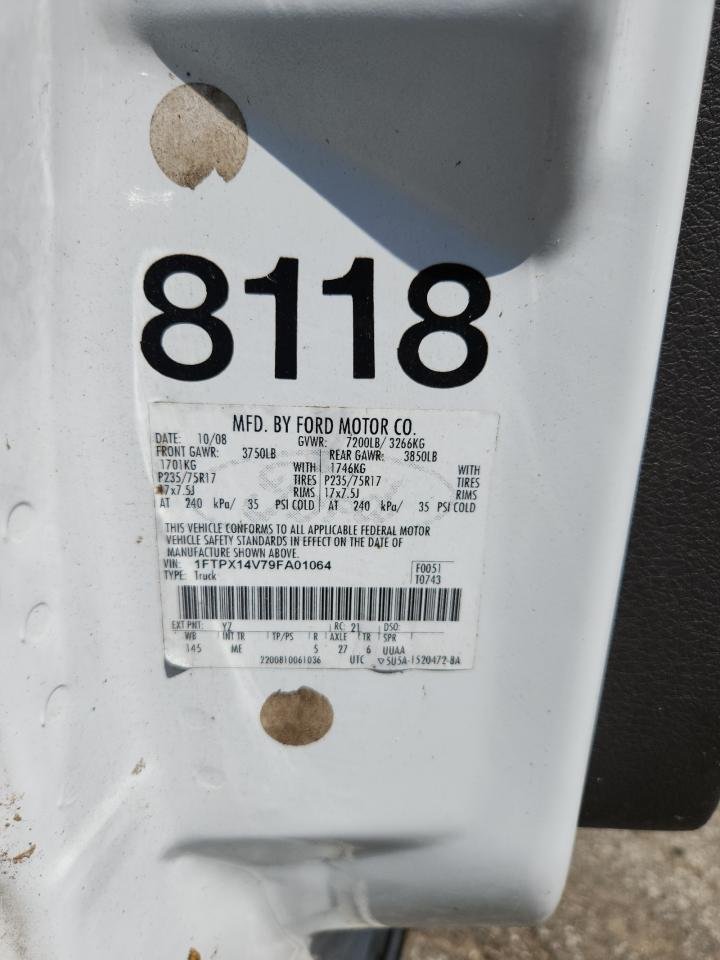 8118
MFD. BY FORD MOTOR CO.
DATE: 10/08 GVWR: 7200LB/ 3266KG
FRONT GAWR: 3750LB REAR GAWR: 3850LB
1701KG WITH 1746KG WITH
P235/75R17 TIRES P235/75R17 TIRES
17x7.5J RIMS 17x7.5J RIMS
AT 240 kPa/ 35 PSI COLD AT 240 kPa/ 35 PSI COLD
THIS VEHICLE CONFORMS TO ALL APPLICABLE FEDERAL MOTOR
VEHICLE SAFETY STANDARDS IN EFFECT ON THE DATE OF
MANUFACTURE SHOWN ABOVE.
VIN: 1FTPX14V79FA01064 F0051
TYPE: Truck T0743
EXT PNT: YZ RC: 21 DSO:
WB INT TR TP/PS R AXLE TR SPR
145 ME 5 27 6 UUAA
2200810061036 UTC ▽5U5A-1520472-BA